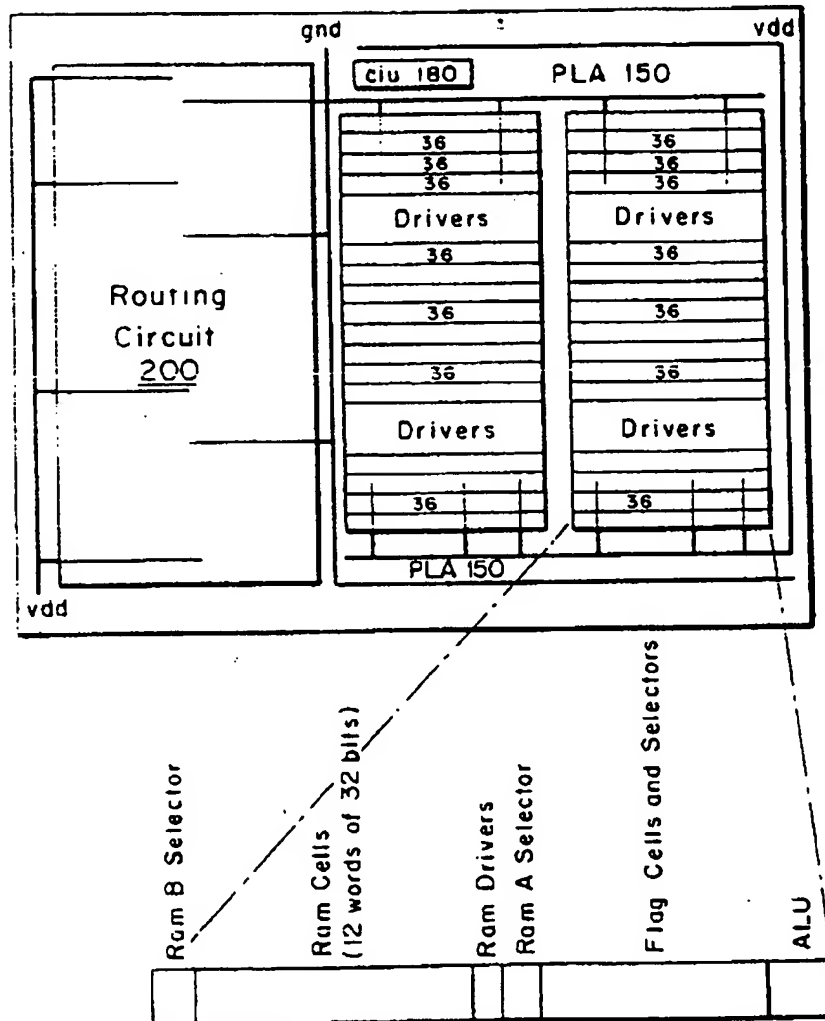 gnd
vdd
ciu 180
PLA 150
36
36
36
36
36
36
Drivers
Drivers
36
36
36
36
36
36
Drivers
Drivers
36
36
Routing
Circuit
200
PLA 150
vdd
Ram B Selector
Ram Cells
(12 words of 32 bits)
Ram Drivers
Ram A Selector
Flag Cells and Selectors
ALU